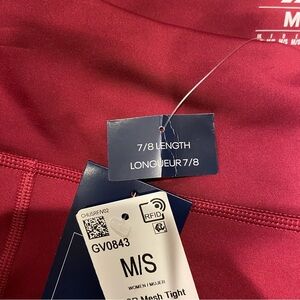 M
7/8 LENGTH
LONGUEUR 7/8
RFID
GV0843
M/S
WOMEN / MUJER
Mesh Tight